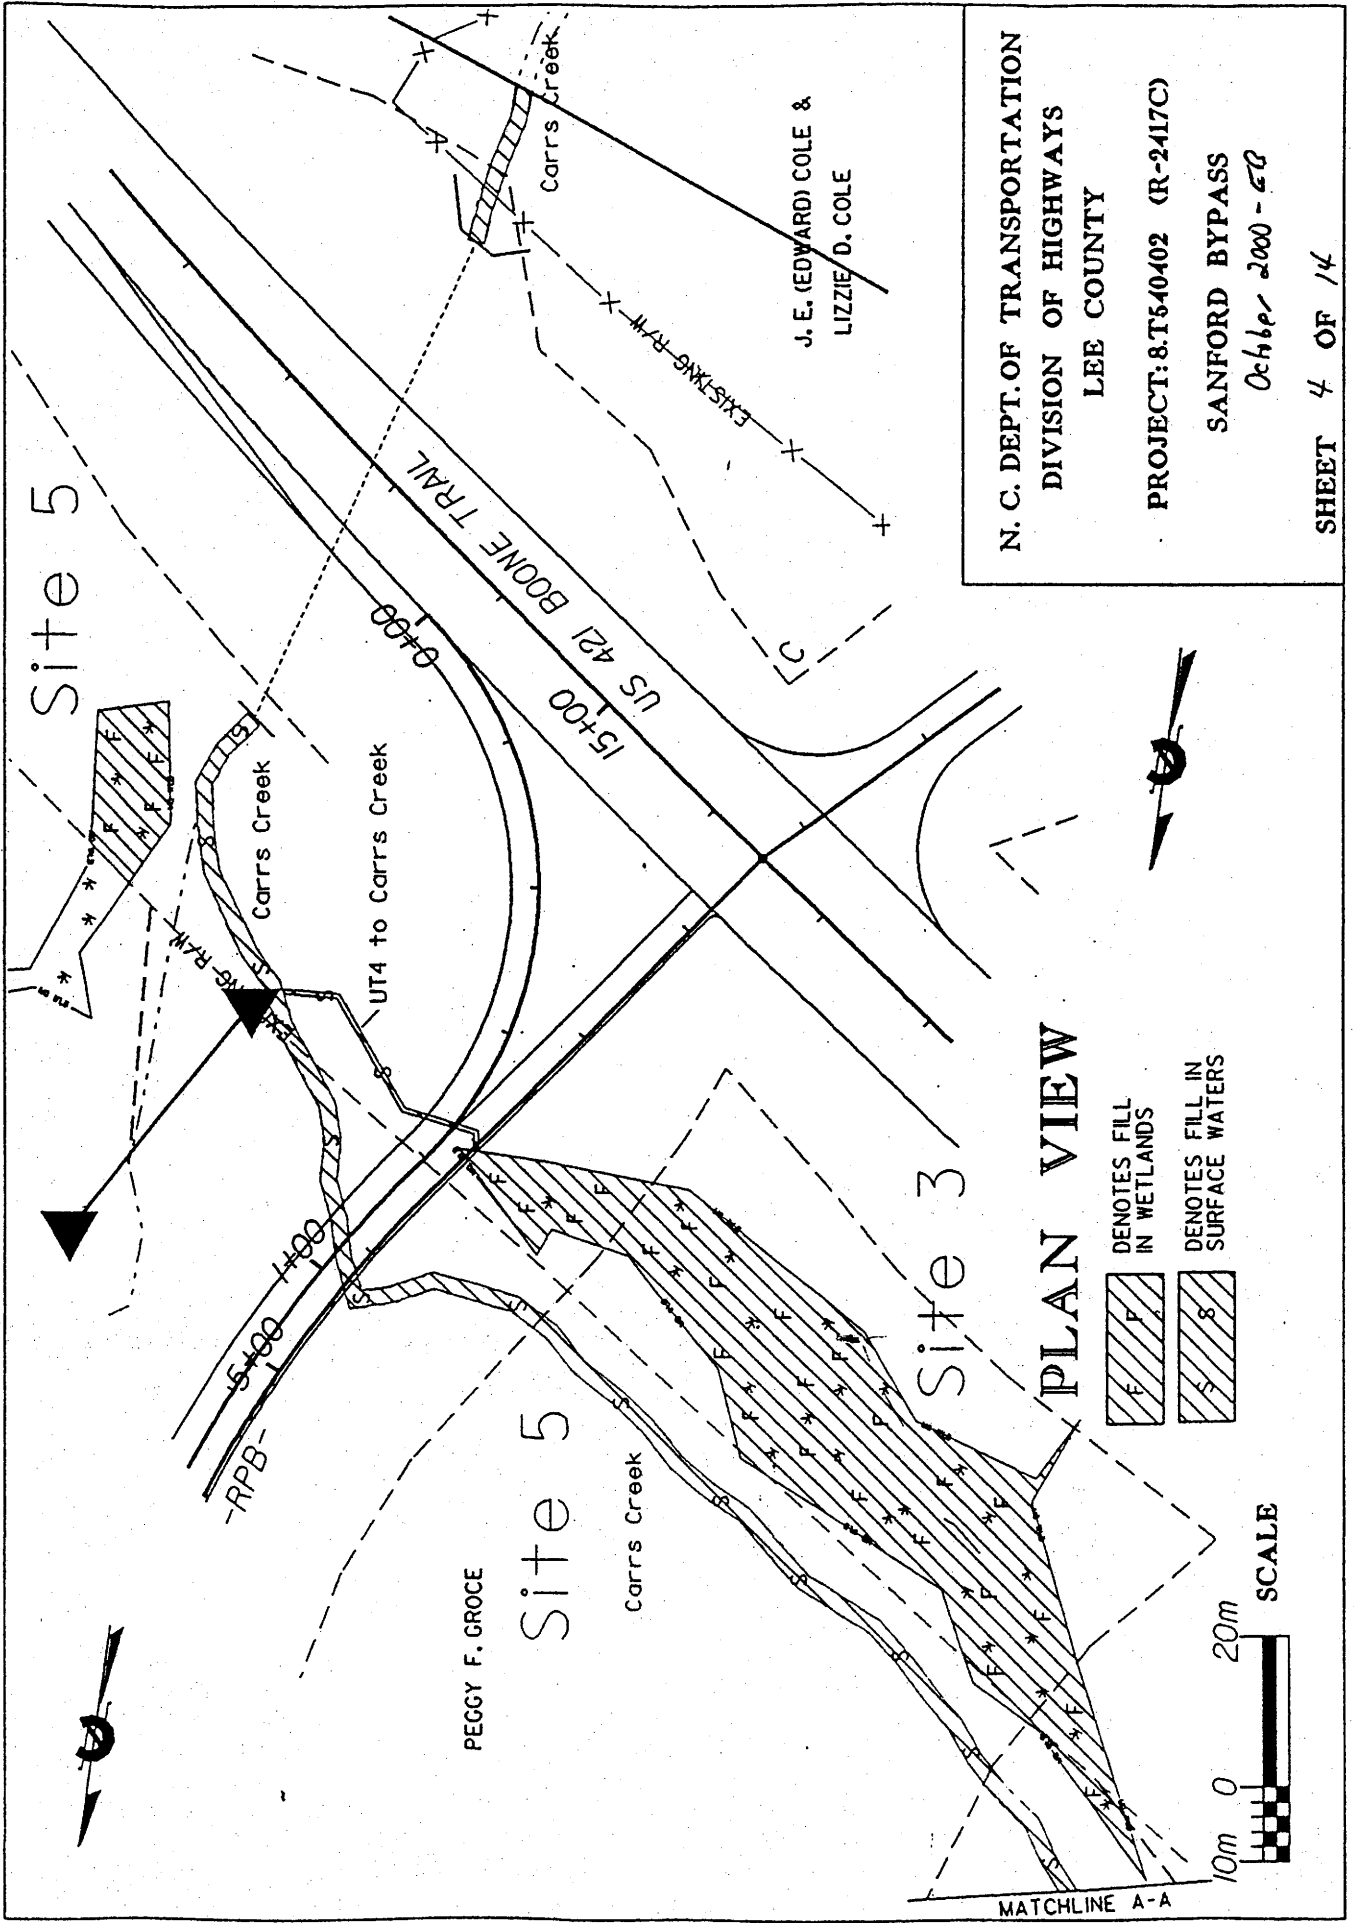 Site 5
Carrs Creek
J. E. (EDWARD) COLE &
LIZZIE D. COLE
EXISTING R/W
US 421 BOONE TRAIL
15+00
0+00
C
Carrs Creek
UT4 to Carrs Creek
1+00
15+00
-RPB-
PEGGY F. GROCE
Site 5
Carrs Creek
Site 3
PLAN VIEW
F F
DENOTES FILL
IN WETLANDS
S S
DENOTES FILL IN
SURFACE WATERS
10m 0 20m
SCALE
MATCHLINE A-A
N. C. DEPT. OF TRANSPORTATION
DIVISION OF HIGHWAYS
LEE COUNTY
PROJECT: 8.T540402 (R-2417C)
SANFORD BYPASS
October 2000 -
SHEET 4 OF 14